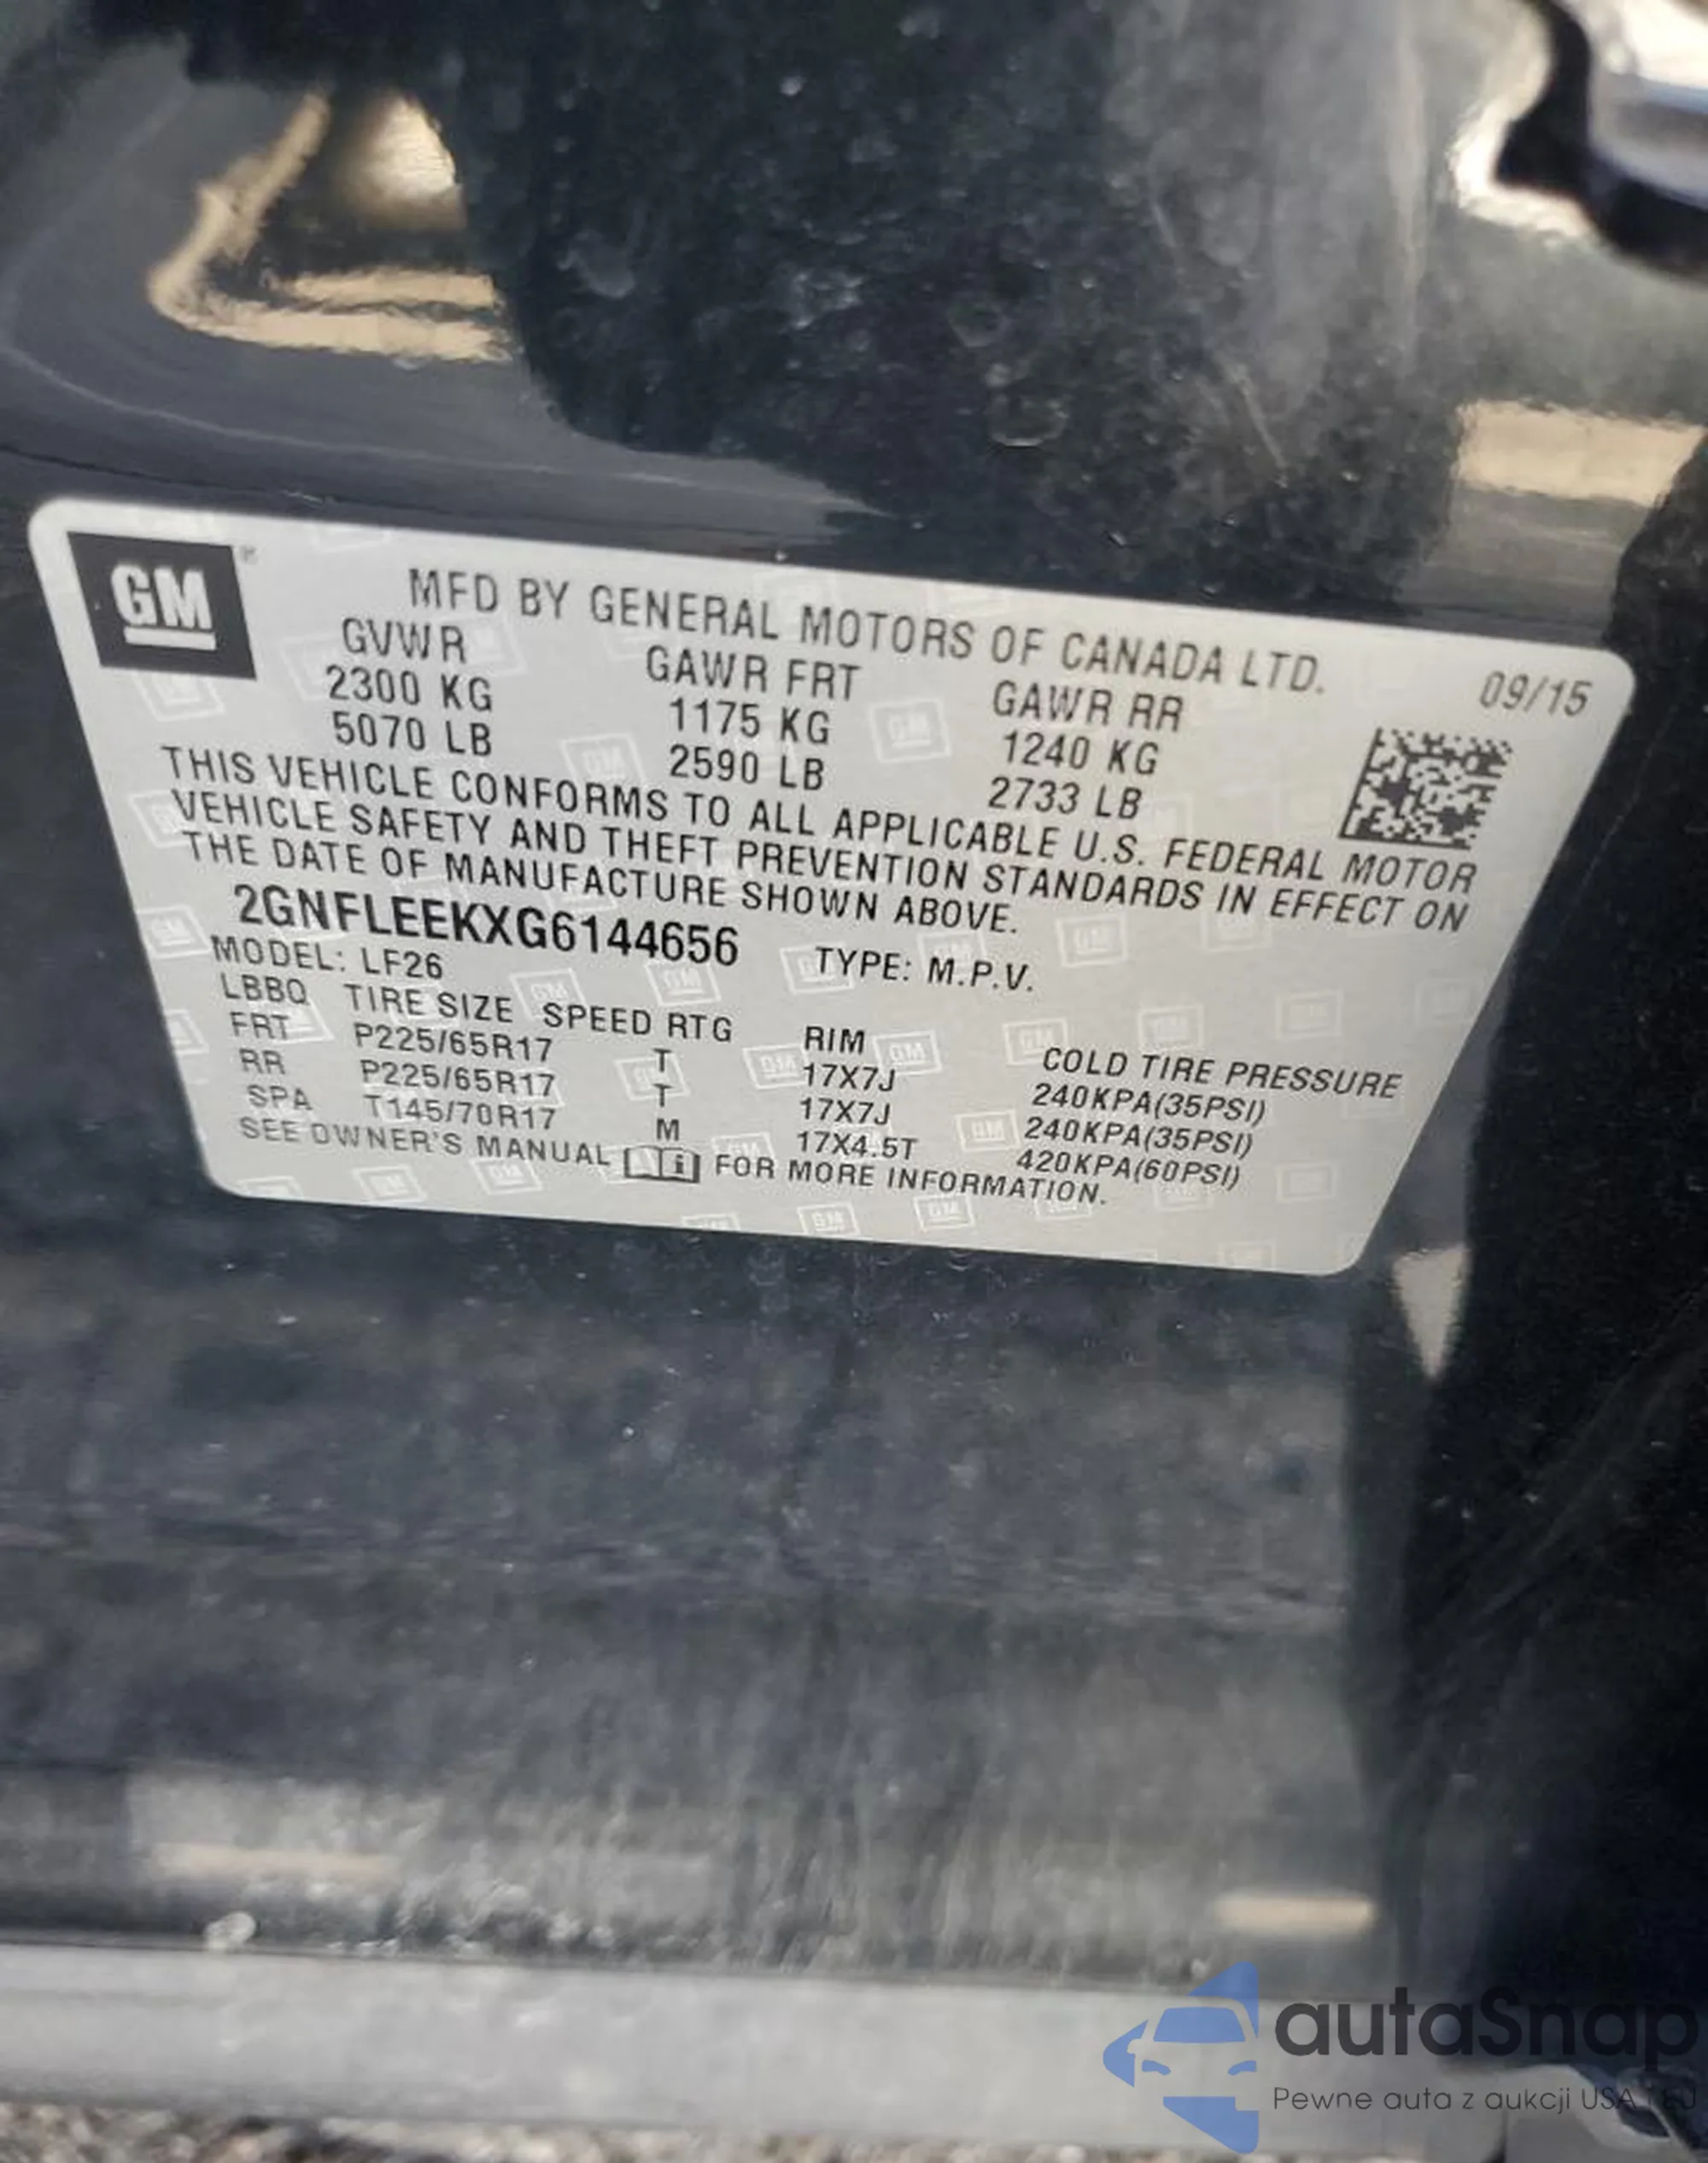 GM
MFD BY GENERAL MOTORS OF CANADA LTD.
09/15
GVWR GAWR FRT GAWR RR
2300 KG 1175 KG 1240 KG
5070 LB 2590 LB 2733 LB
THIS VEHICLE CONFORMS TO ALL APPLICABLE U.S. FEDERAL MOTOR
VEHICLE SAFETY AND THEFT PREVENTION STANDARDS IN EFFECT ON
THE DATE OF MANUFACTURE SHOWN ABOVE.
2GNFLEEKXG6144656 TYPE: M.P.V.
MODEL: LF26
LBBQ TIRE SIZE SPEED RTG RIM COLD TIRE PRESSURE
FRT P225/65R17 T 17X7J 240KPA(35PSI)
RR P225/65R17 T 17X7J 240KPA(35PSI)
SPA T145/70R17 M 17X4.5T 420KPA(60PSI)
SEE OWNER'S MANUAL FOR MORE INFORMATION.
autaSnap
Pewne auta z aukcji USA i EU